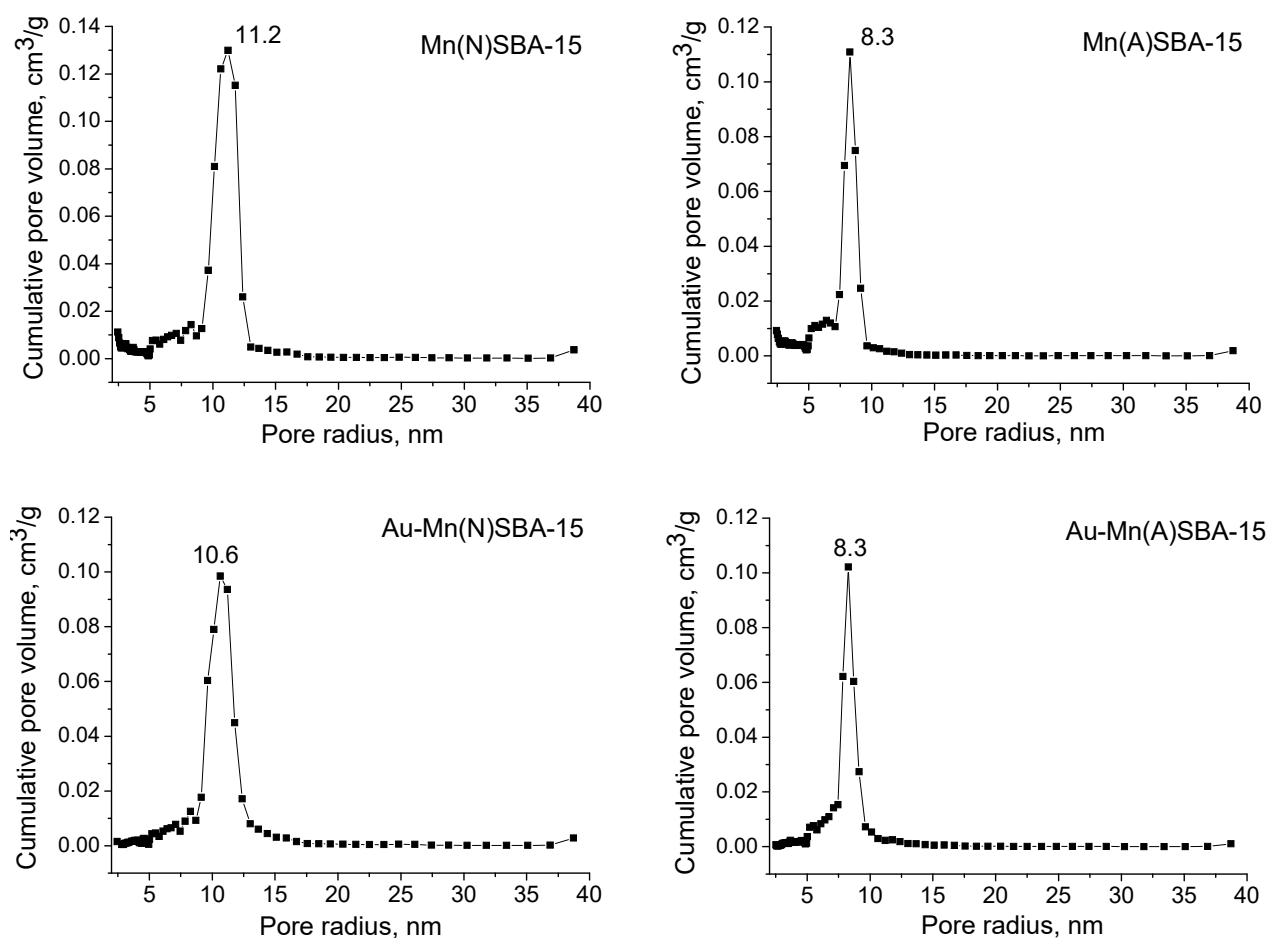 Mn(N)SBA-15
11.2
Cumulative pore volume, cm3/g
0.14
0.12
0.10
0.08
0.06
0.04
0.02
0.00
5 10 15 20 25 30 35 40
Pore radius, nm
Mn(A)SBA-15
8.3
Cumulative pore volume, cm3/g
0.12
0.10
0.08
0.06
0.04
0.02
0.00
5 10 15 20 25 30 35 40
Pore radius, nm
Au-Mn(N)SBA-15
10.6
Cumulative pore volume, cm3/g
0.12
0.10
0.08
0.06
0.04
0.02
0.00
5 10 15 20 25 30 35 40
Pore radius, nm
Au-Mn(A)SBA-15
8.3
Cumulative pore volume, cm3/g
0.12
0.10
0.08
0.06
0.04
0.02
0.00
5 10 15 20 25 30 35 40
Pore radius, nm